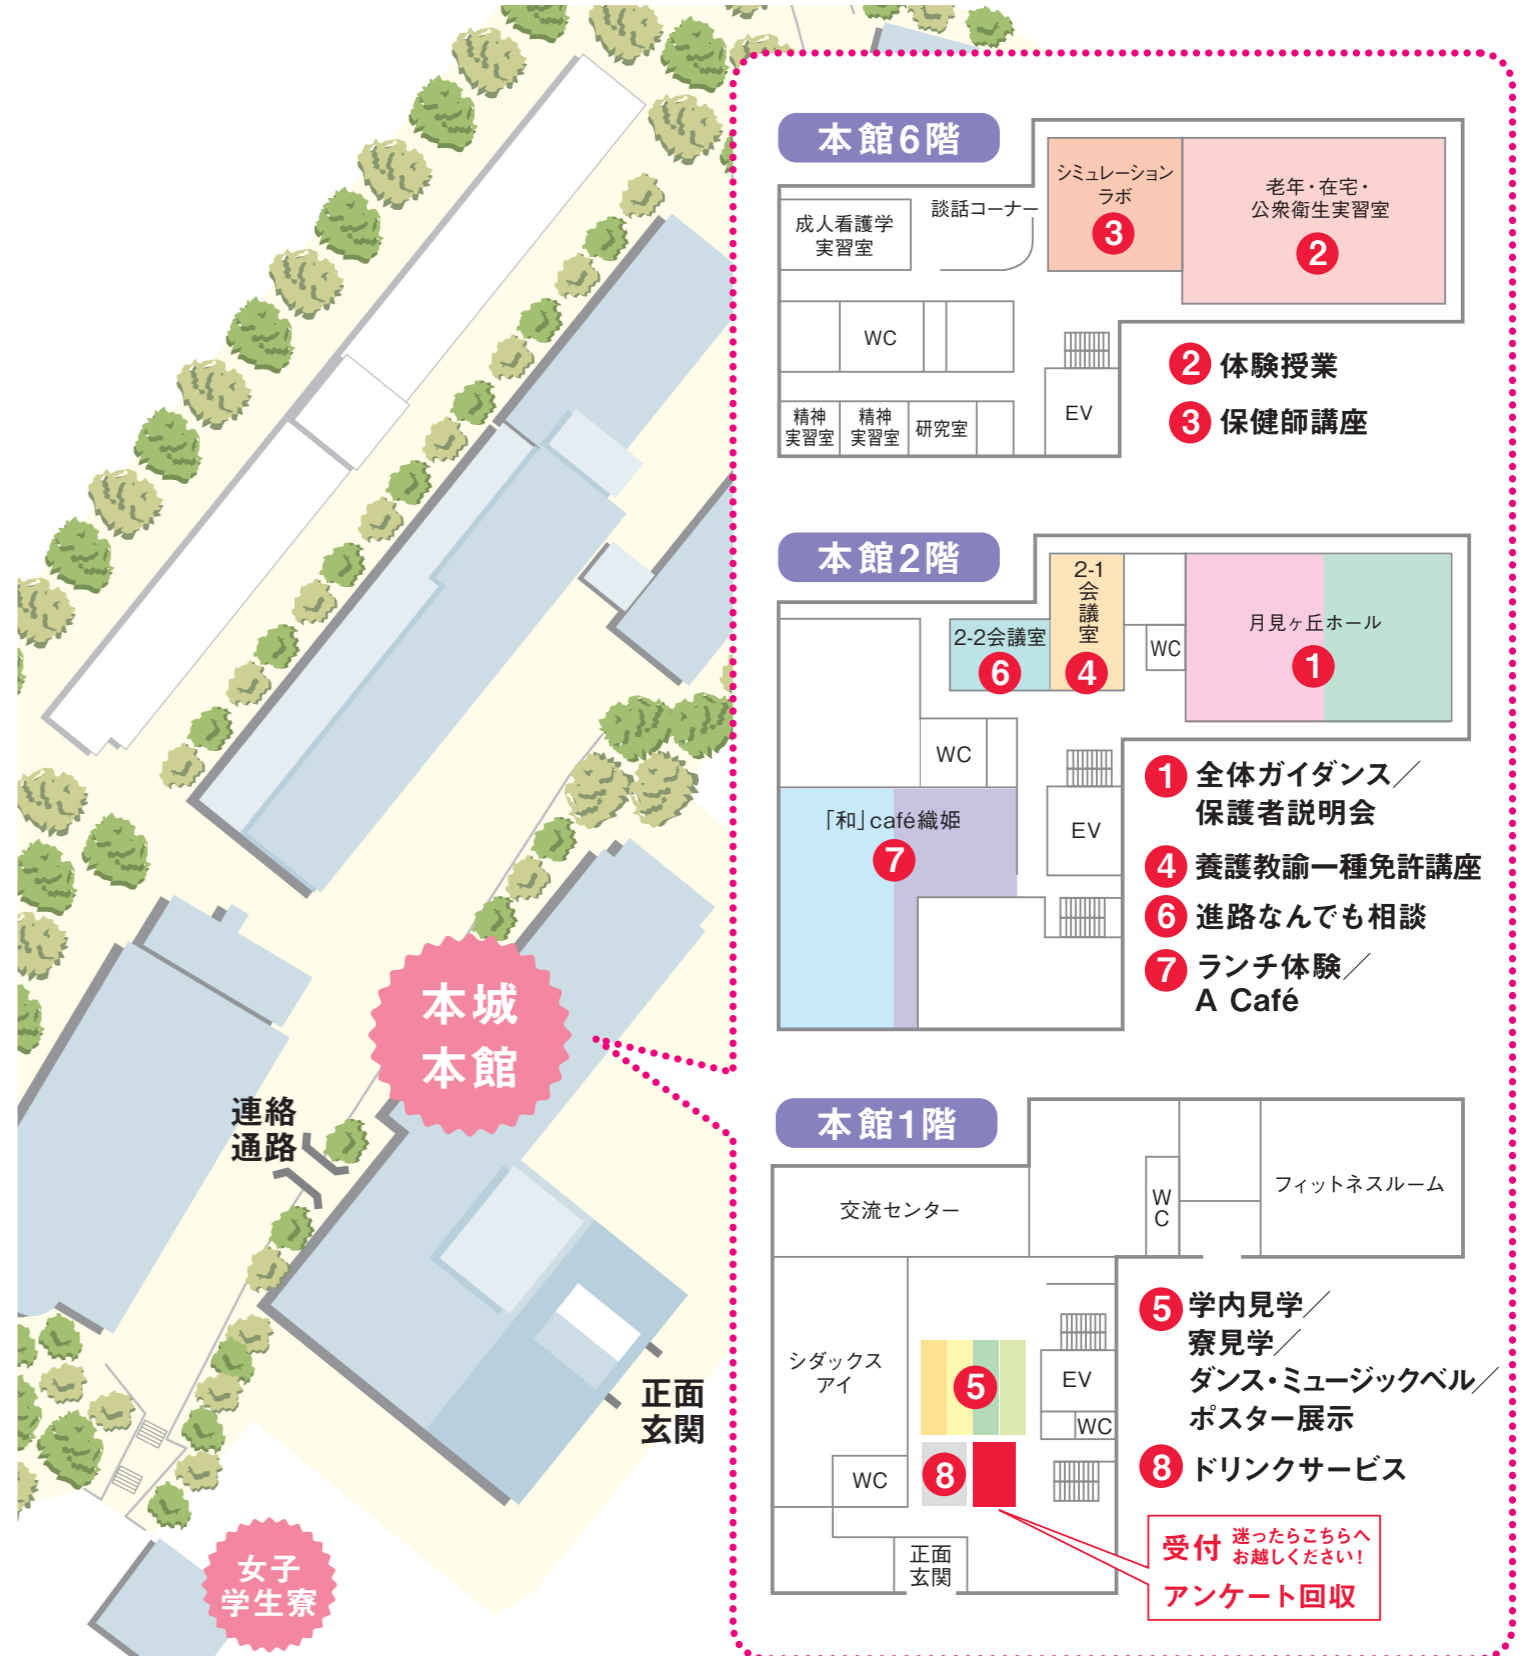 本館6階
シミュレーション
ラボ
3
老年・在宅・
公衆衛生実習室
2
成人看護学
実習室
談話コーナー
WC
精神
実習室
精神
実習室
研究室
EV
2 体験授業
3 保健師講座
本館2階
2-1
会
議
室
4
2-2会議室
6
WC
月見ヶ丘ホール
1
WC
「和」café織姫
7
EV
1 全体ガイダンス／
保護者説明会
4 養護教諭一種免許講座
6 進路なんでも相談
7 ランチ体験／
A Café
本館1階
交流センター
W
C
フィットネスルーム
シダックス
アイ
5
EV
WC
WC
8
正面
玄関
5 学内見学／
寮見学／
ダンス・ミュージックベル／
ポスター展示
8 ドリンクサービス
受付 迷ったらこちらへ
お越しください！
アンケート回収
本城
本館
連絡
通路
正面
玄関
女子
学生寮